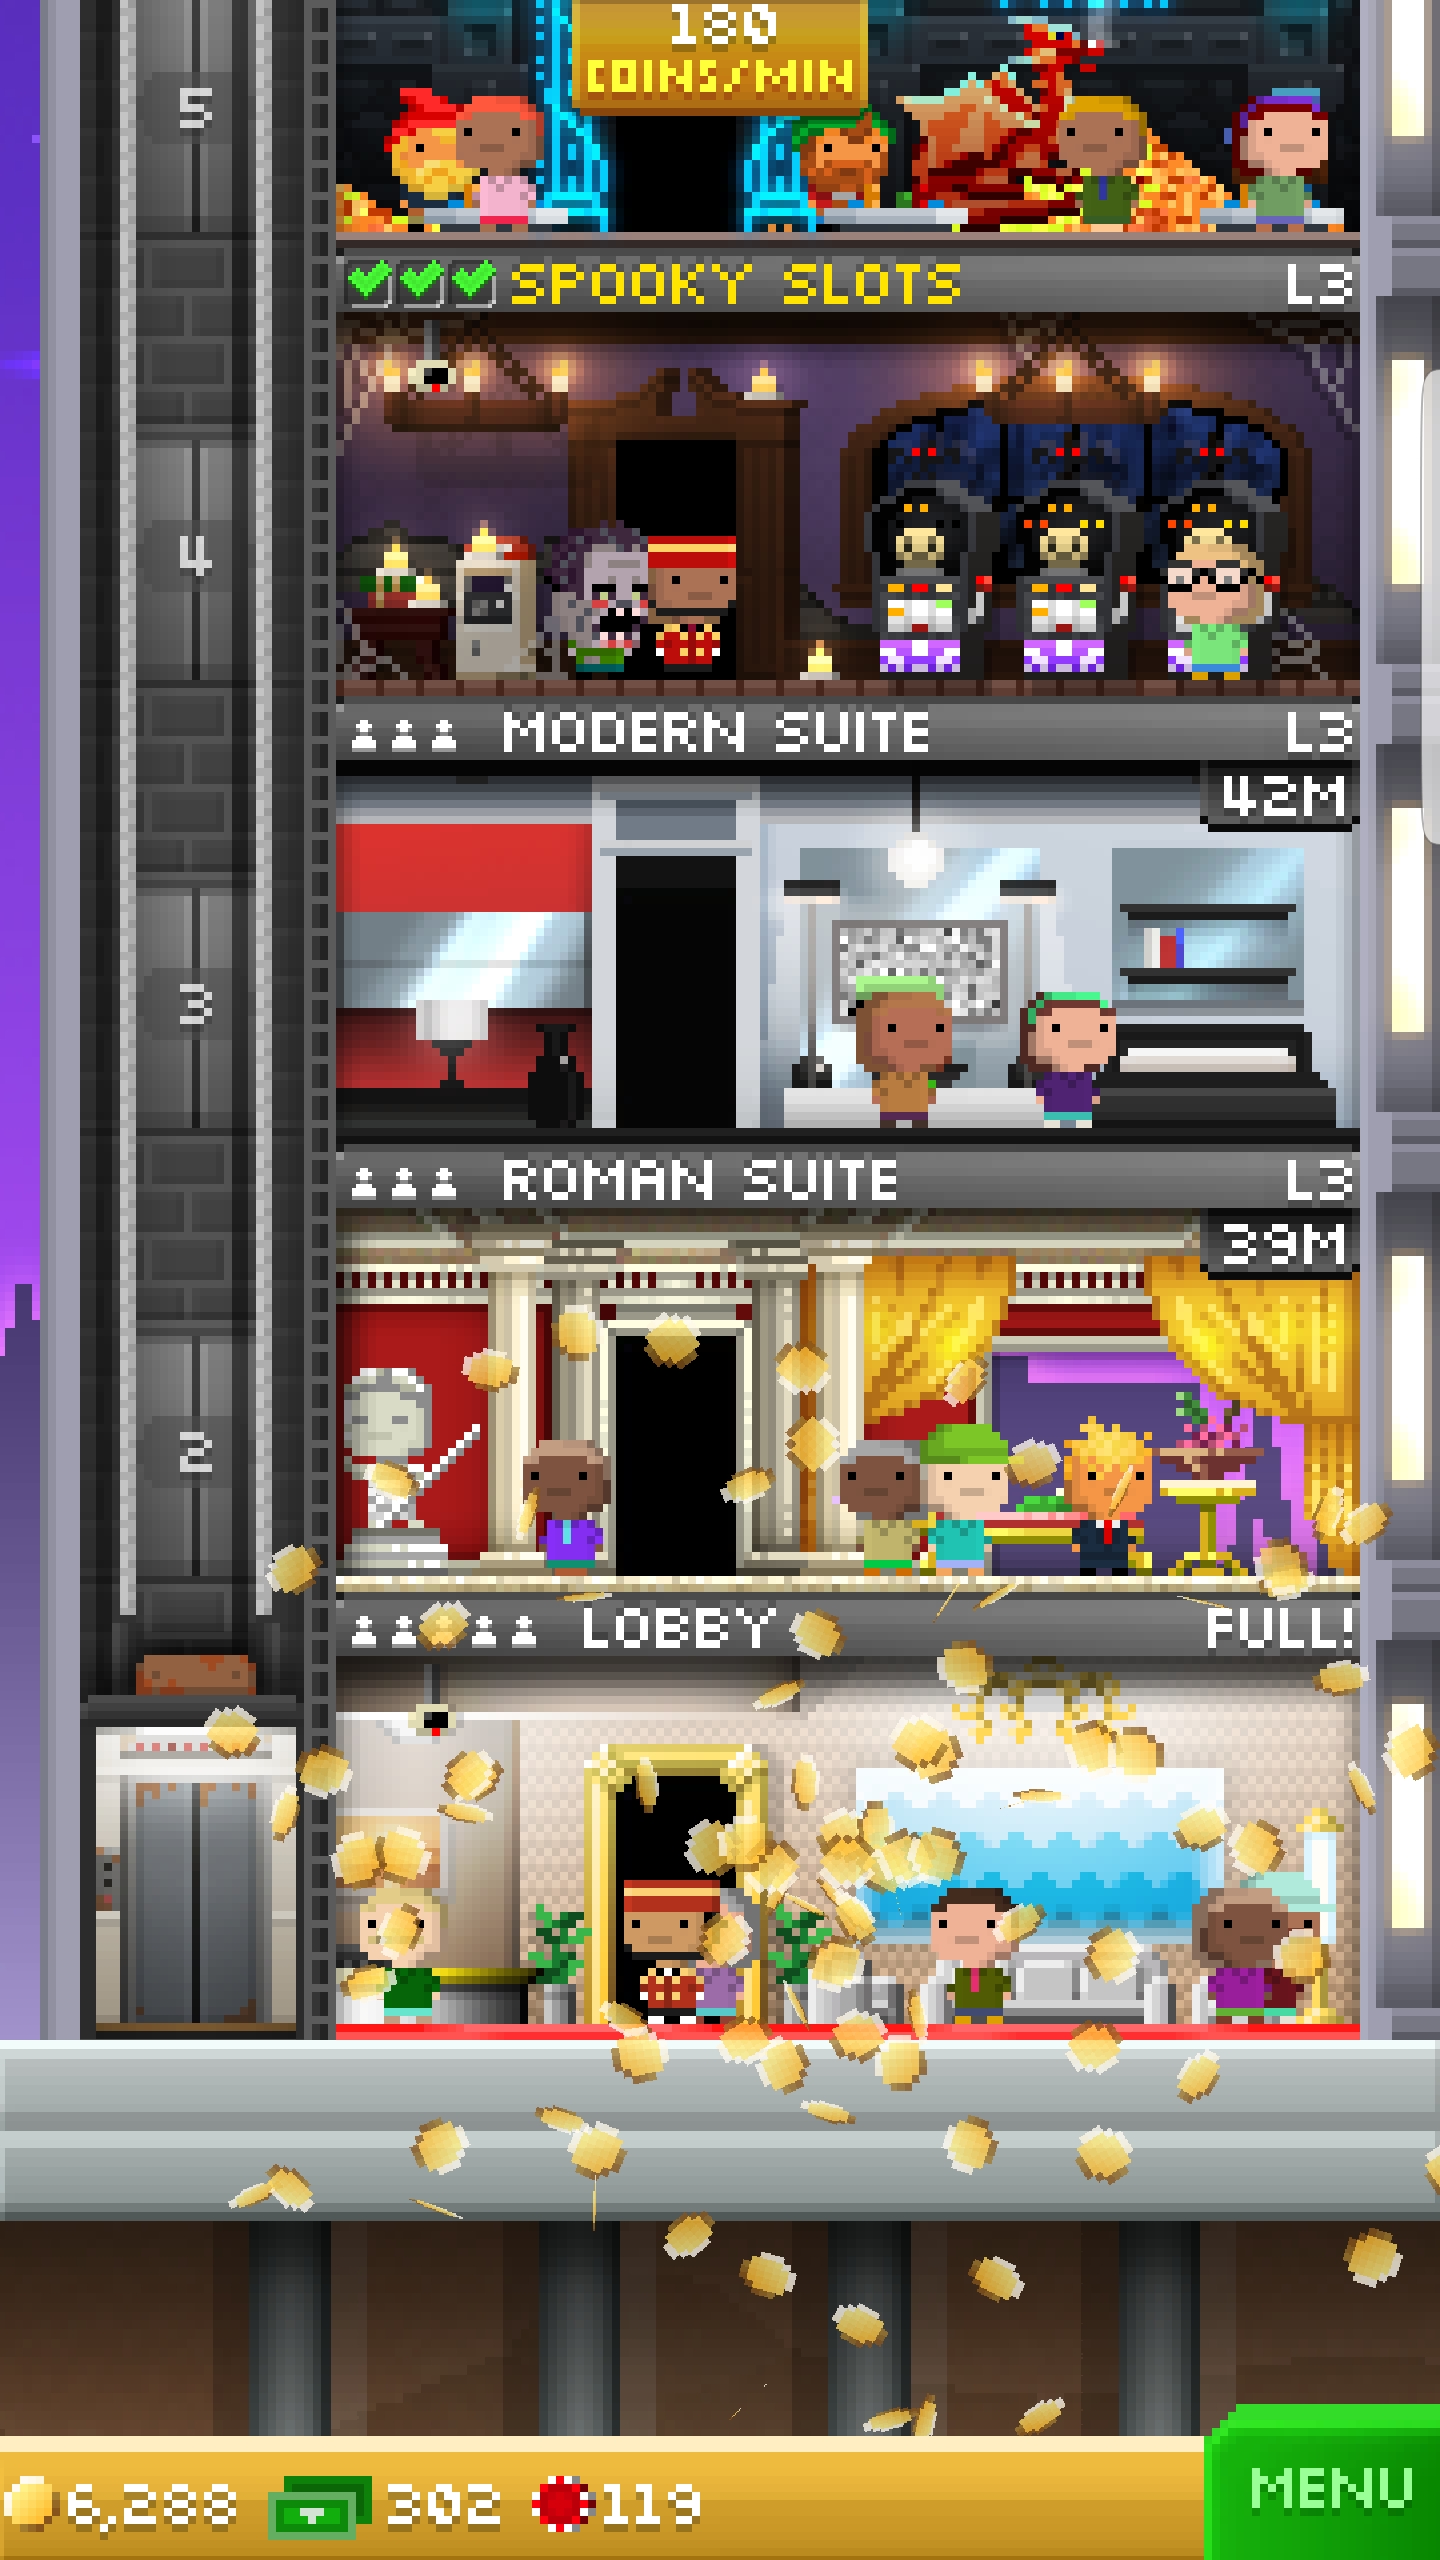 180
COINS/MIN
5
SPOOKY SLOTS L3
4
MODERN SUITE L3
42M
3
ROMAN SUITE L3
39M
2
LOBBY FULL!
6,288 302 119
MENU